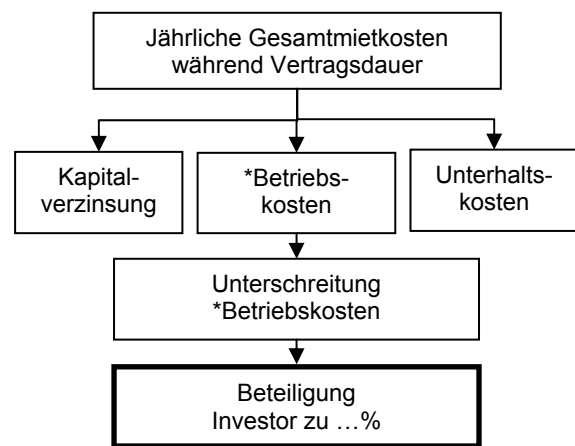 Jährliche Gesamtmietkosten
während Vertragsdauer
Kapital-
verzinsung
*Betriebs-
kosten
Unterhalts-
kosten
Unterschreitung
*Betriebskosten
Beteiligung
Investor zu …%